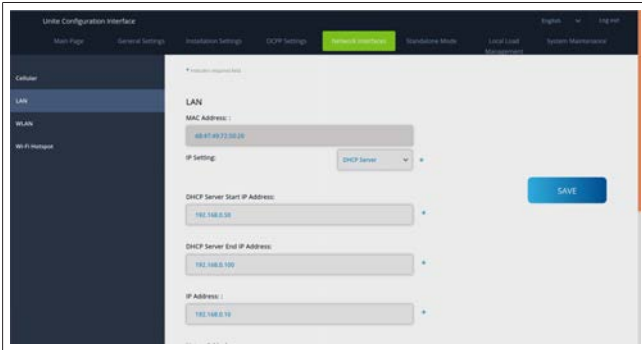 Unite Configuration Interface
English
Log out
Main Page
General Settings
Installation Settings
OCPP Settings
Network Interfaces
Standalone Mode
Local Load
Management
System Maintenance
Cellular
LAN
WLAN
Wi-Fi Hotspot
LAN
MAC Address: :
IP Setting:
DHCP Server
*
SAVE
DHCP Server Start IP Address:
192.168.0.50
*
DHCP Server End IP Address:
192.168.0.100
*
IP Address: :
192.168.0.10
*